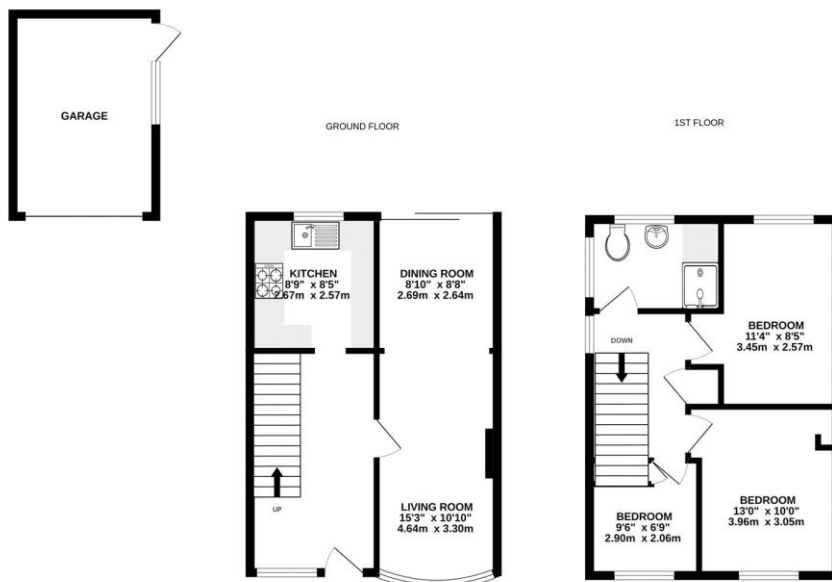 GARAGE
GROUND FLOOR
1ST FLOOR
KITCHEN
8'9" x 8'5"
2.67m x 2.57m
DINING ROOM
8'10" x 8'8"
2.69m x 2.64m
UP
LIVING ROOM
15'3" x 10'10"
4.64m x 3.30m
DOWN
BEDROOM
11'4" x 8'5"
3.45m x 2.57m
BEDROOM
9'6" x 6'9"
2.90m x 2.06m
BEDROOM
13'0" x 10'0"
3.96m x 3.05m